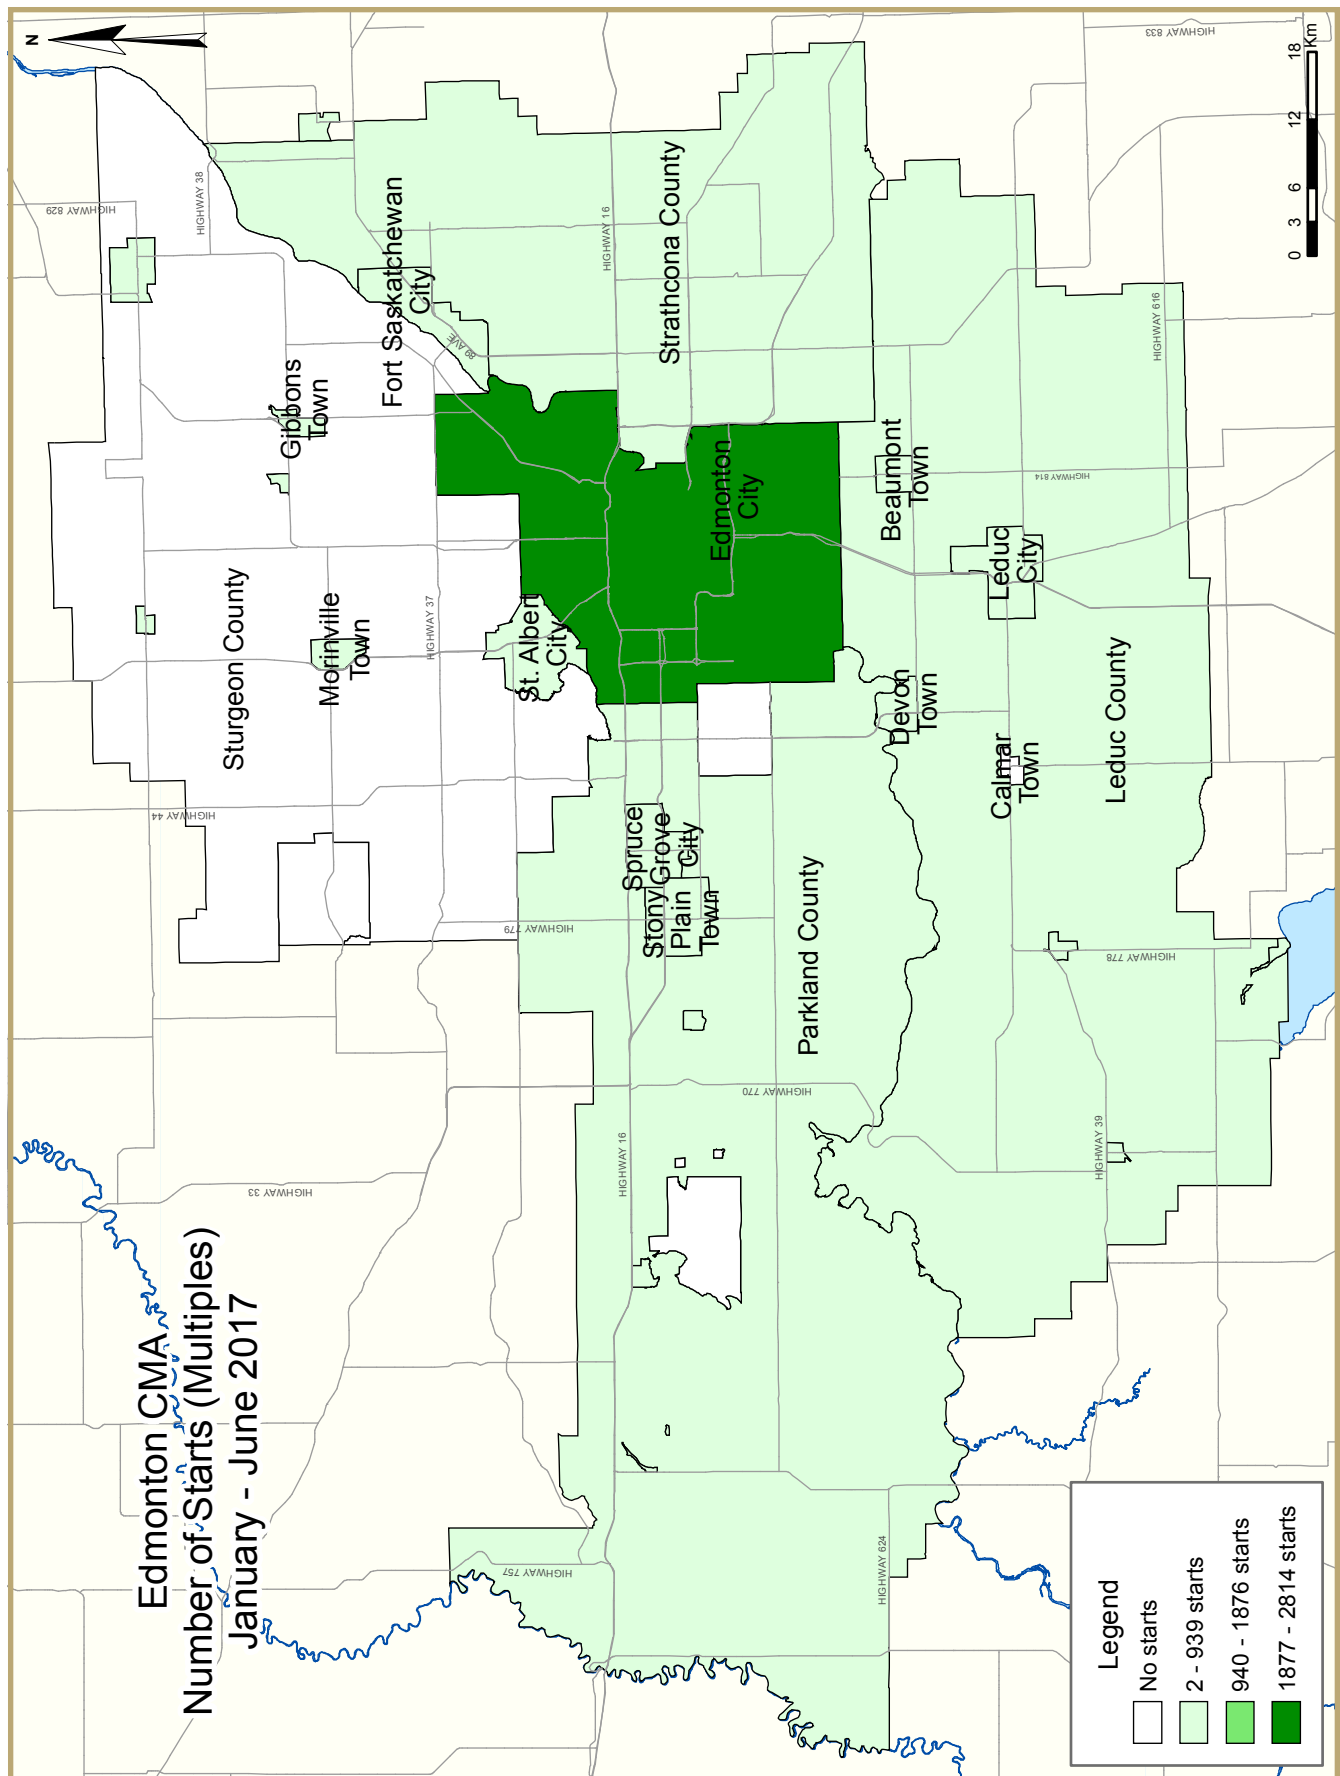 Edmonton CMA
Number of Starts (Multiples)
January - June 2017
N
HIGHWAY 829
HIGHWAY 38
HIGHWAY 833
Fort Saskatchewan
City
HIGHWAY 16
Strathcona County
89 AVE
Gibbons
Town
HIGHWAY 616
Edmonton
City
Beaumont
Town
HIGHWAY 814
Sturgeon County
Morinville
Town
HIGHWAY 37
St. Albert
City
Leduc
City
Devon
Town
Calmar
Town
Leduc County
HIGHWAY 44
Spruce
Grove
City
Stony
Plain
Town
HIGHWAY 779
Parkland County
HIGHWAY 778
HIGHWAY 770
HIGHWAY 16
HIGHWAY 39
HIGHWAY 33
HIGHWAY 757
HIGHWAY 624
0 3 6 12 18
Km
Legend
No starts
2 - 939 starts
940 - 1876 starts
1877 - 2814 starts